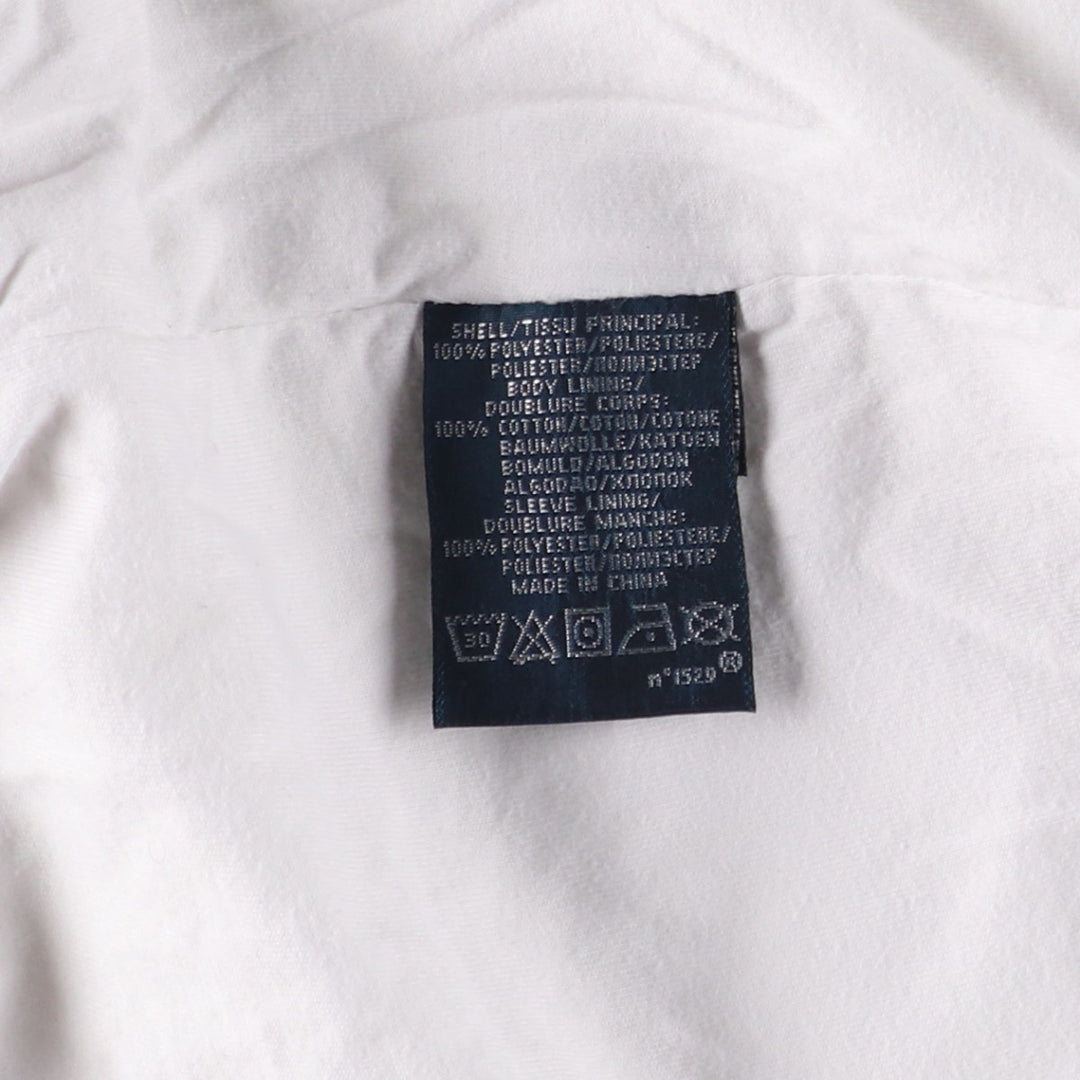 SHELL/TISSU PRINCIPAL:
100% POLYESTER/POLIESTERE/
POLIESTER/ПОЛИЭСТЕР
BODY LINING/
DOUBLURE CORPS:
100% COTTON/COTON/COTONE
BAUMWOLLE/KATOEN
BOMULD/ALGODON
ALGODAO/ХЛОПОК
SLEEVE LINING/
DOUBLURE MANCHE:
100% POLYESTER/POLIESTERE/
POLIESTER/ПОЛИЭСТЕР
MADE IN CHINA
30
n°1529 ®